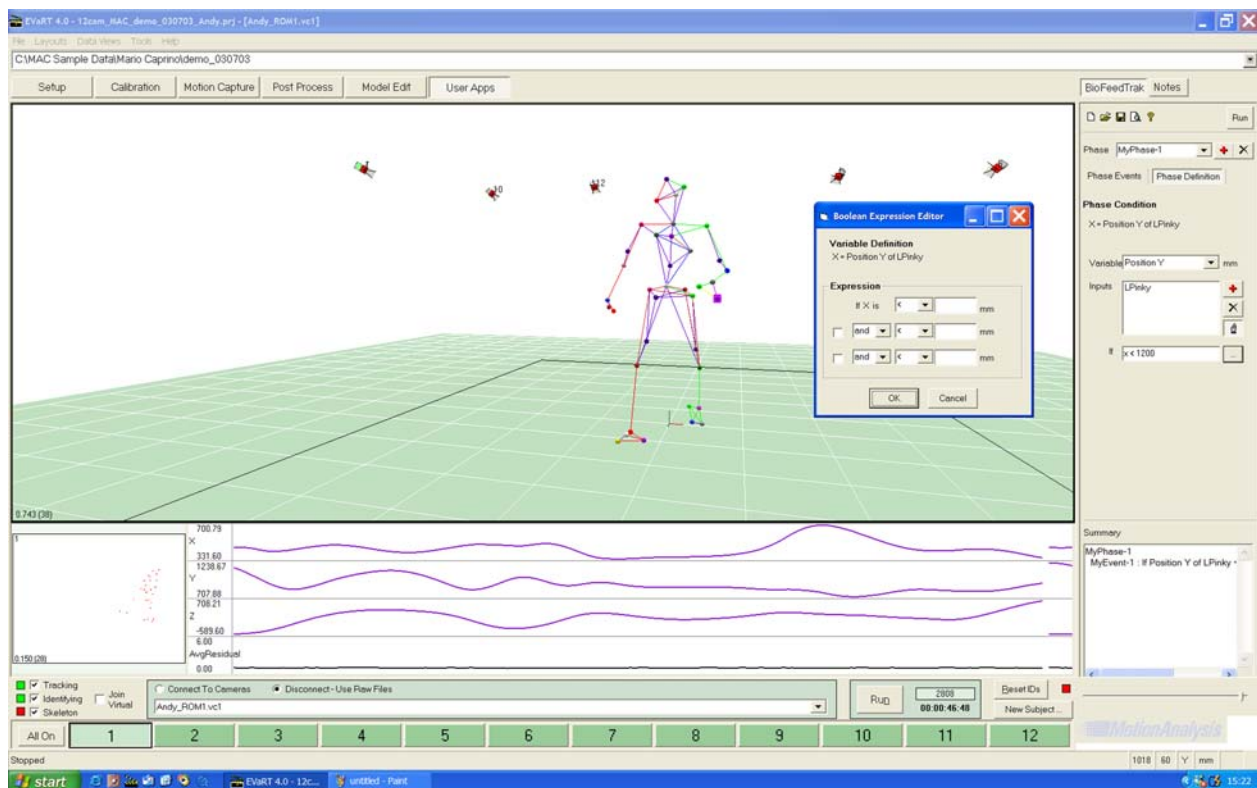 EVaRT 4.0 - 12cam_MAC_demo_030703_Andy.prj - [Andy_ROM1.vc1]
File Layouts Data Views Tools Help
C:\MAC Sample Data\Mario Caprino\demo_030703
Setup Calibration Motion Capture Post Process Model Edit User Apps
BioFeedTrak Notes
Run
Phase MyPhase-1
Phase Events Phase Definition
Phase Condition
X = Position Y of LPinky
Variable Position Y mm
Inputs LPinky
If x < 1200
10
12
Boolean Expression Editor
Variable Definition
X = Position Y of LPinky
Expression
If X is < mm
and < mm
and < mm
OK Cancel
0.743 (38)
1
0.150 (28)
700.79
X
331.60
1238.67
Y
707.88
708.21
Z
-589.60
6.00
AvgResidual
0.00
Summary
MyPhase-1
MyEvent-1 : If Position Y of LPinky
Tracking
Identifying
Skeleton
Join Virtual
Connect To Cameras Disconnect - Use Raw Files
Andy_ROM1.vc1
Run
2808
00:00:46:48
Reset IDs
New Subject ...
All On 1 2 3 4 5 6 7 8 9 10 11 12
MotionAnalysis
Stopped
1018 60 Y mm
start EVaRT 4.0 - 12c... untitled - Paint 15:22